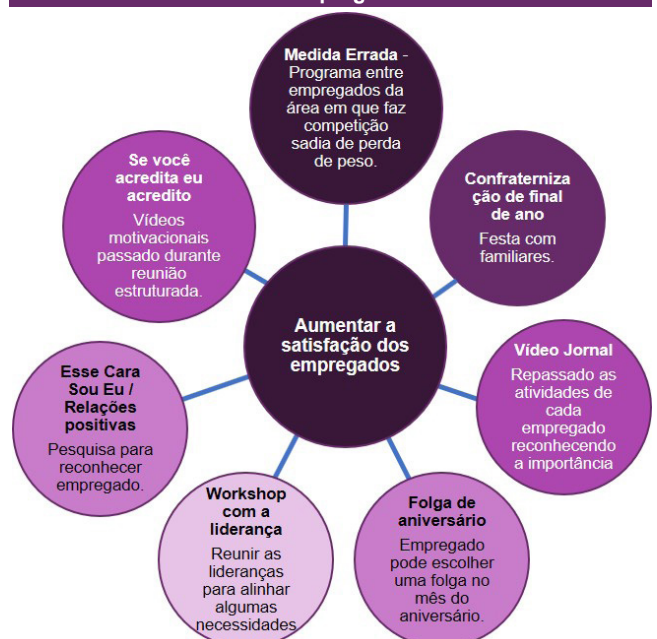 Medida Errada -
Programa entre
empregados da
área em que faz
competição
sadia de perda
de peso.
Confraterniza
ção de final
de ano
Festa com
familiares.
Vídeo Jornal
Repassado as
atividades de
cada
empregado
reconhecendo
a importância
Folga de
aniversário
Empregado
pode escolher
uma folga no
mês do
aniversário.
Workshop
com a
liderança
Reunir as
lideranças
para alinhar
algumas
necessidades
Esse Cara
Sou Eu /
Relações
positivas
Pesquisa para
reconhecer
empregado.
Se você
acredita eu
acredito
Vídeos
motivacionais
passado durante
reunião
estruturada.
Aumentar a
satisfação dos
empregados